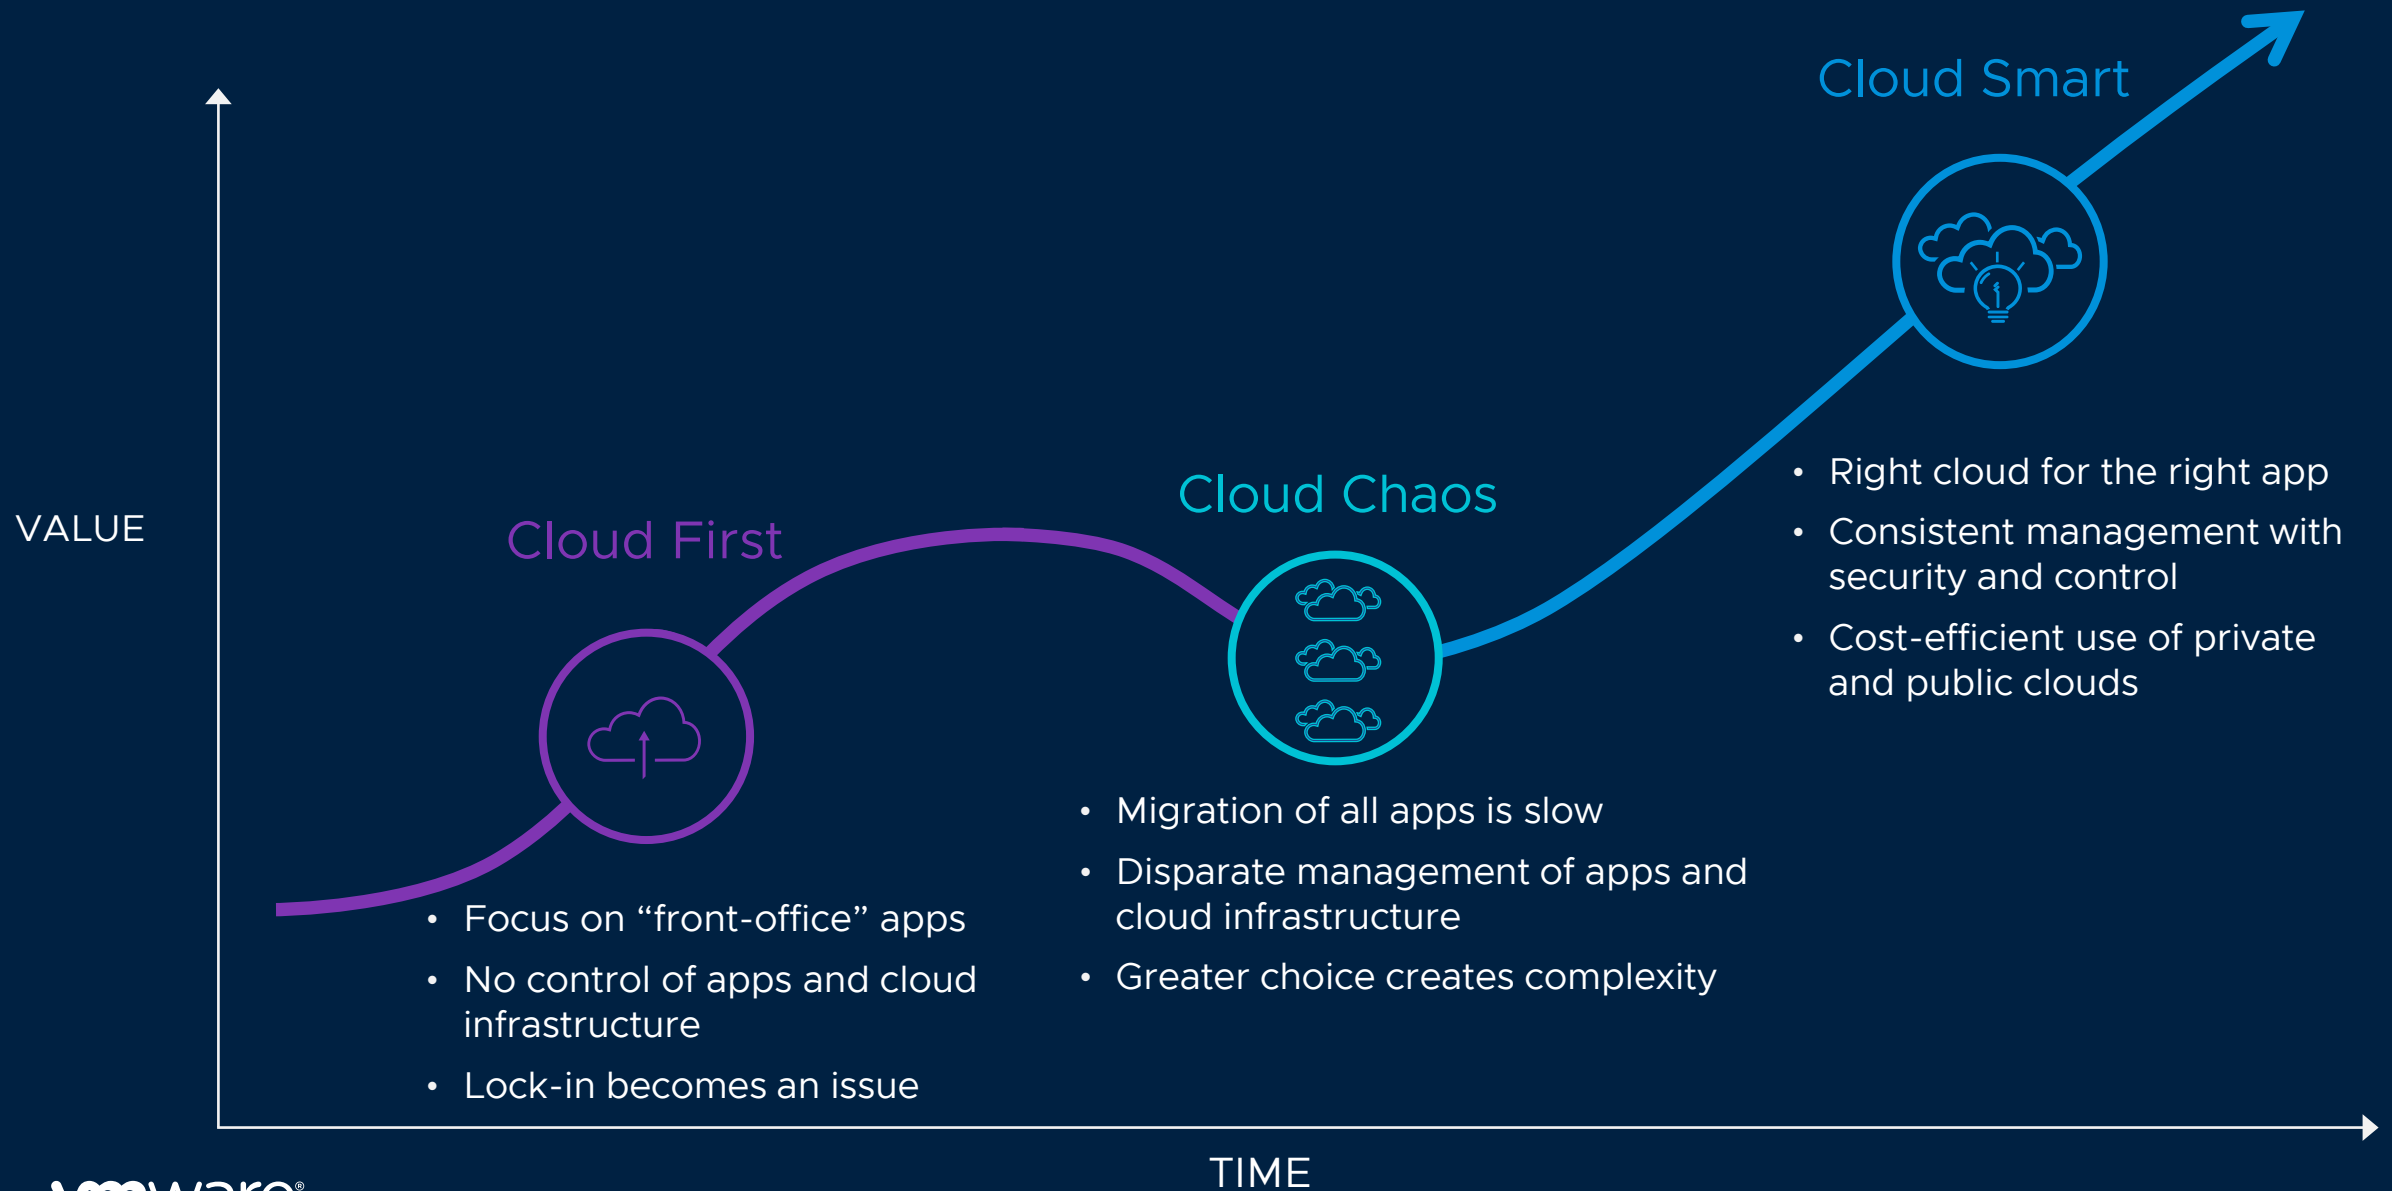 Cloud Smart
VALUE
Cloud First
Cloud Chaos
• Right cloud for the right app
• Consistent management with
security and control
• Cost-efficient use of private
and public clouds
• Migration of all apps is slow
• Disparate management of apps and
cloud infrastructure
• Greater choice creates complexity
• Focus on “front-office” apps
• No control of apps and cloud
infrastructure
• Lock-in becomes an issue
TIME
vmware®